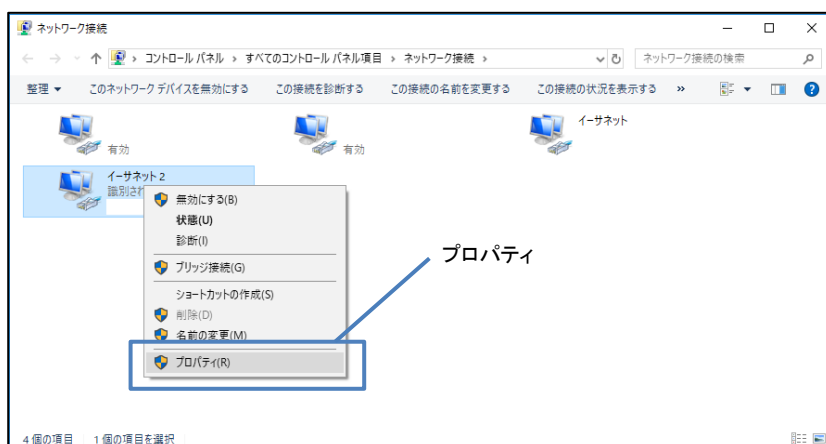 ネットワーク接続
コントロール パネル › すべてのコントロール パネル項目 › ネットワーク接続 ›
ネットワーク接続の検索
整理 このネットワーク デバイスを無効にする この接続を診断する この接続の名前を変更する この接続の状況を表示する »
有効
有効
イーサネット
イーサネット 2
識別され
無効にする(B)
状態(U)
診断(I)
ブリッジ接続(G)
ショートカットの作成(S)
削除(D)
名前の変更(M)
プロパティ(R)
プロパティ
4 個の項目 1 個の項目を選択